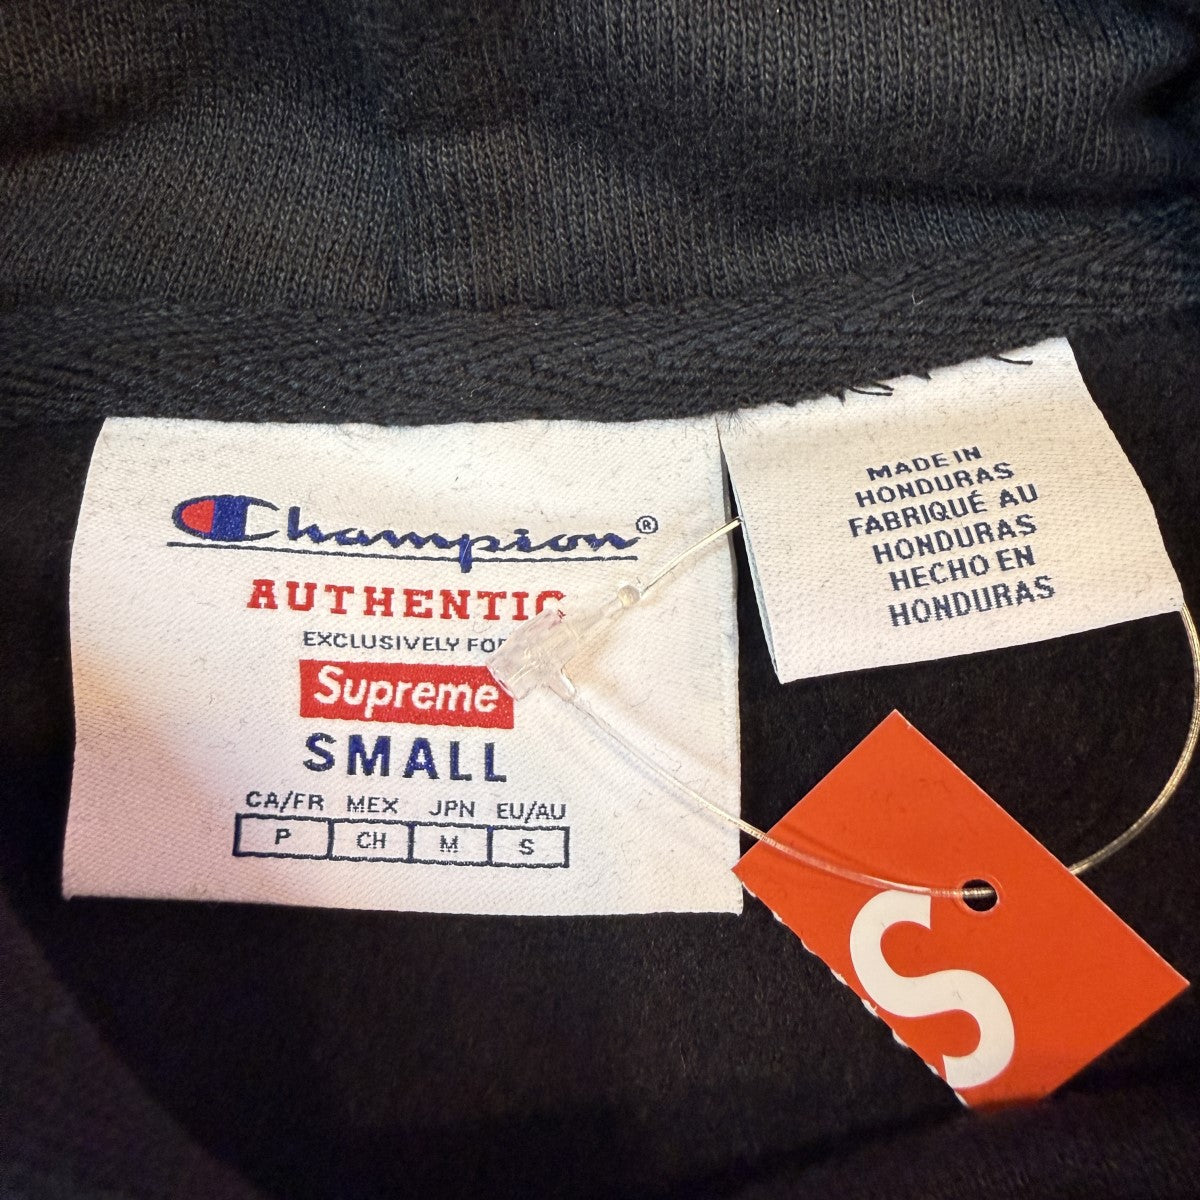 Champion®
AUTHENTIC
EXCLUSIVELY FOR
Supreme
SMALL
CA/FR MEX JPN EU/AU
P CH M S
MADE IN
HONDURAS
FABRIQUÉ AU
HONDURAS
HECHO EN
HONDURAS
S